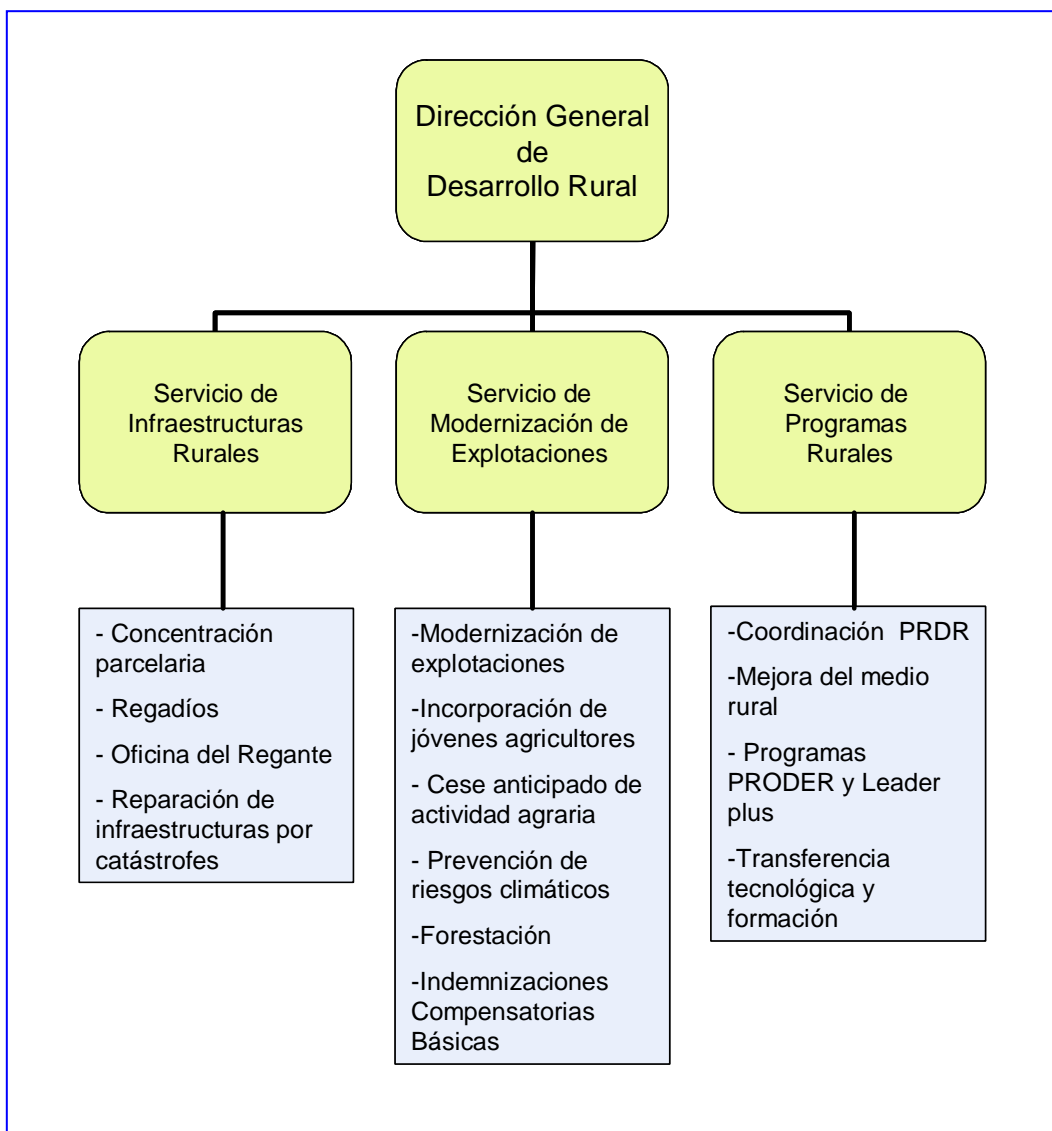 Dirección General
de
Desarrollo Rural
Servicio de
Infraestructuras
Rurales
Servicio de
Modernización de
Explotaciones
Servicio de
Programas
Rurales
- Concentración
parcelaria
- Regadíos
- Oficina del Regante
- Reparación de
infraestructuras por
catástrofes
-Modernización de
explotaciones
-Incorporación de
jóvenes agricultores
- Cese anticipado de
actividad agraria
- Prevención de
riesgos climáticos
-Forestación
-Indemnizaciones
Compensatorias
Básicas
-Coordinación  PRDR
-Mejora del medio
rural
- Programas
PRODER y Leader
plus
-Transferencia
tecnológica y
formación